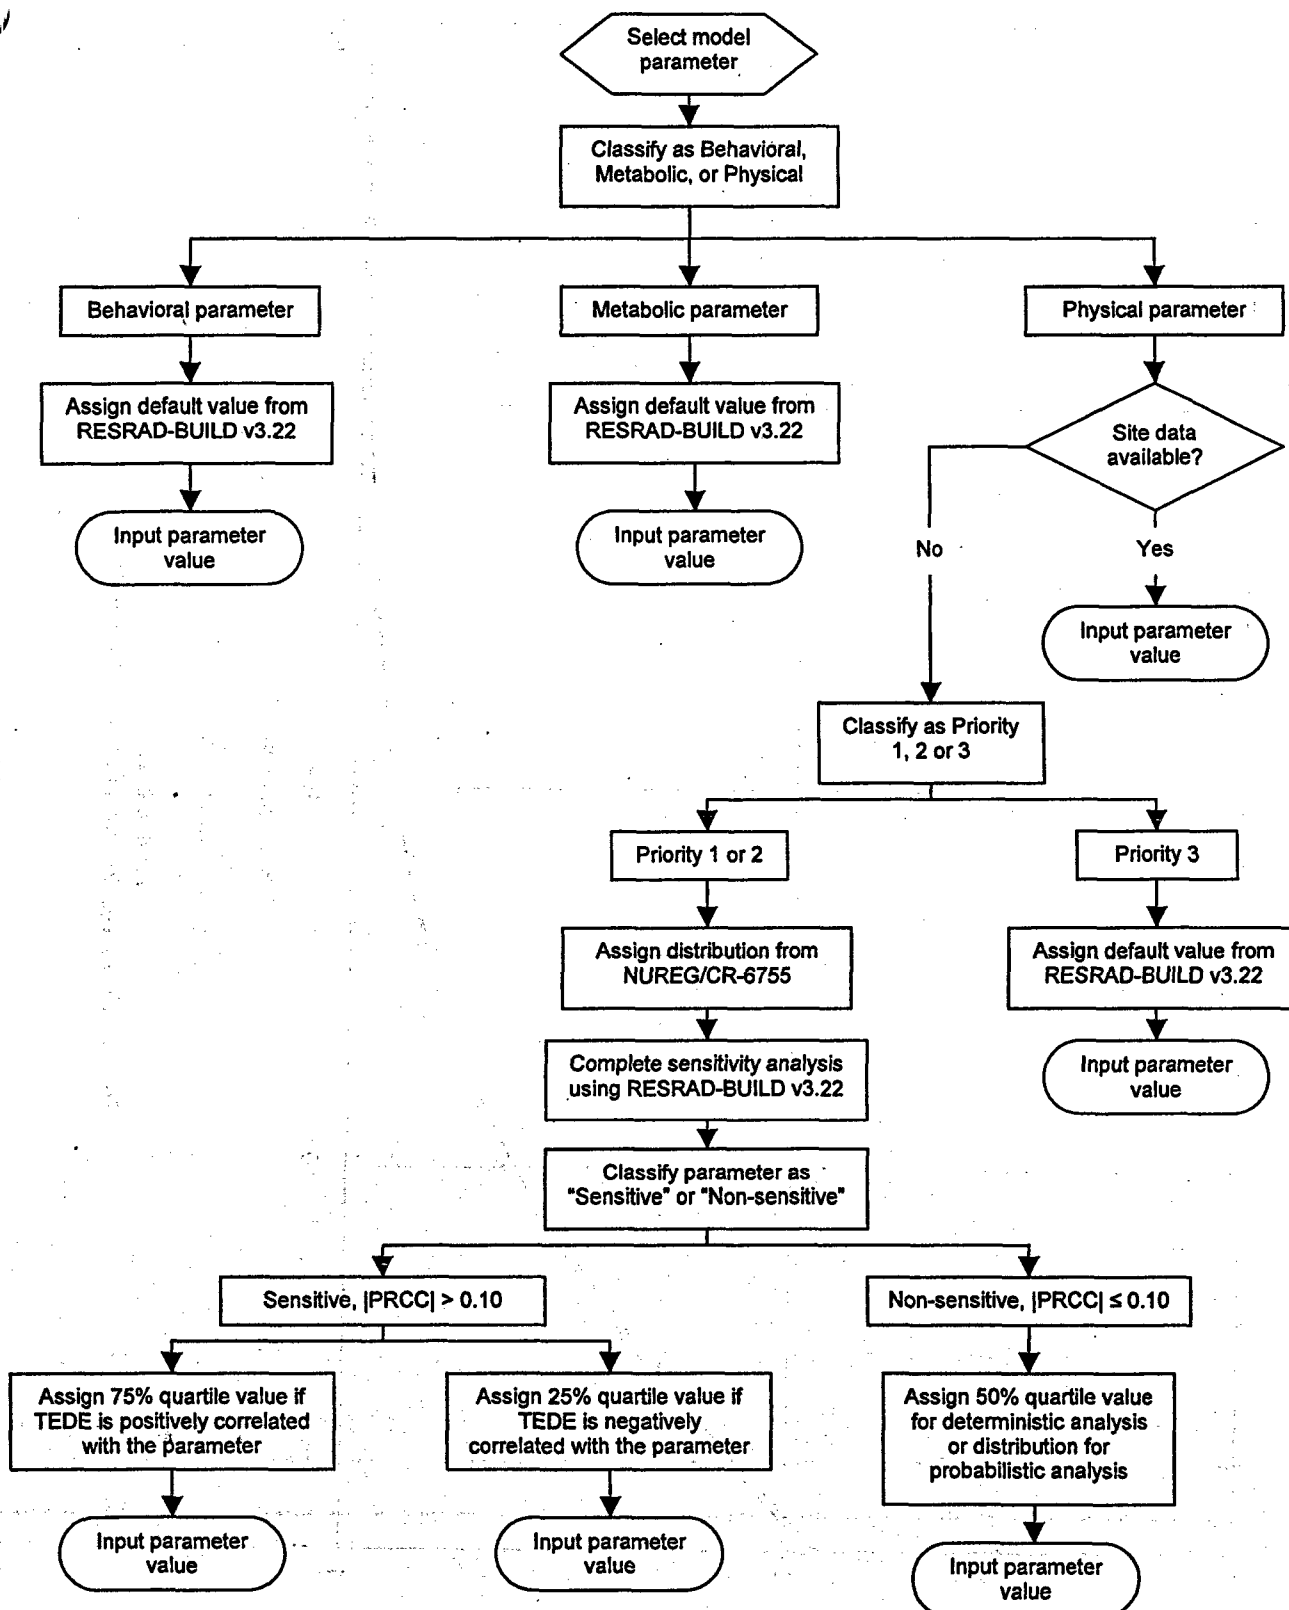 Select model
parameter
Classify as Behavioral,
Metabolic, or Physical
Behavioral parameter
Metabolic parameter
Physical parameter
Assign default value from
RESRAD-BUILD v3.22
Assign default value from
RESRAD-BUILD v3.22
Site data
available?
Input parameter
value
Input parameter
value
No
Yes
Input parameter
value
Classify as Priority
1, 2 or 3
Priority 1 or 2
Priority 3
Assign distribution from
NUREG/CR-6755
Assign default value from
RESRAD-BUILD v3.22
Complete sensitivity analysis
using RESRAD-BUILD v3.22
Input parameter
value
Classify parameter as
"Sensitive" or "Non-sensitive"
Sensitive, |PRCC| > 0.10
Non-sensitive, |PRCC| ≤ 0.10
Assign 75% quartile value if
TEDE is positively correlated
with the parameter
Assign 25% quartile value if
TEDE is negatively
correlated with the parameter
Assign 50% quartile value
for deterministic analysis
or distribution for
probabilistic analysis
Input parameter
value
Input parameter
value
Input parameter
value